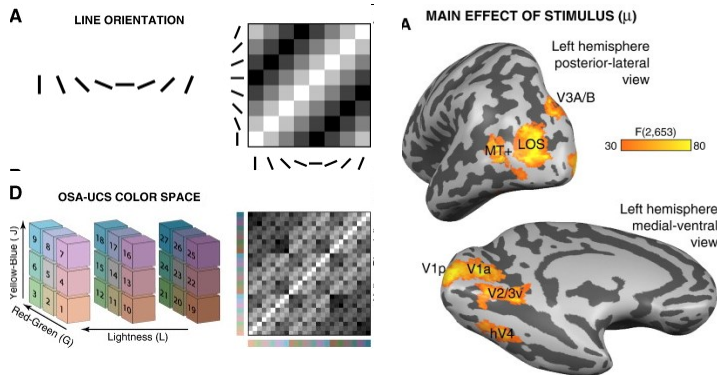 A
LINE ORIENTATION
D
OSA-UCS COLOR SPACE
Yellow-Blue (J)
9 8 7
6 5 4
3 2 1
18 17 16
15 14 13
12 11 10
27 26 25
24 23 22
21 20 19
Red-Green (G)
Lightness (L)
MAIN EFFECT OF STIMULUS (μ)
A
Left hemisphere
posterior-lateral
view
V3A/B
MT+
LOS
F(2,653)
30
80
Left hemisphere
medial-ventral
view
V1p
V1a
V2/3v
hV4